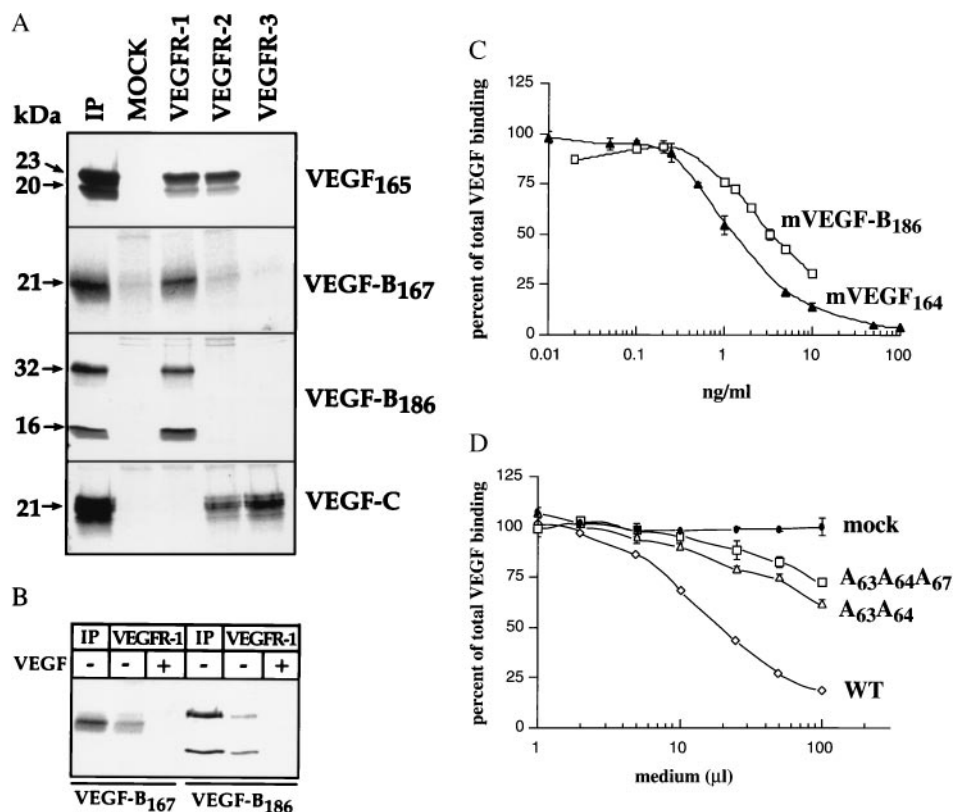 A
kDa
IP
MOCK
VEGFR-1
VEGFR-2
VEGFR-3
23
20
VEGF165
21
VEGF-B167
32
16
VEGF-B186
21
VEGF-C
B
IP VEGFR-1 IP VEGFR-1
VEGF - - + - - +
VEGF-B167 VEGF-B186
C
percent of total VEGF binding
125
100
75
50
25
0
mVEGF-B186
mVEGF164
0.01 0.1 1 10 100
ng/ml
D
percent of total VEGF binding
125
100
75
50
25
0
mock
A63A64A67
A63A64
WT
1 10 100
medium (µl)